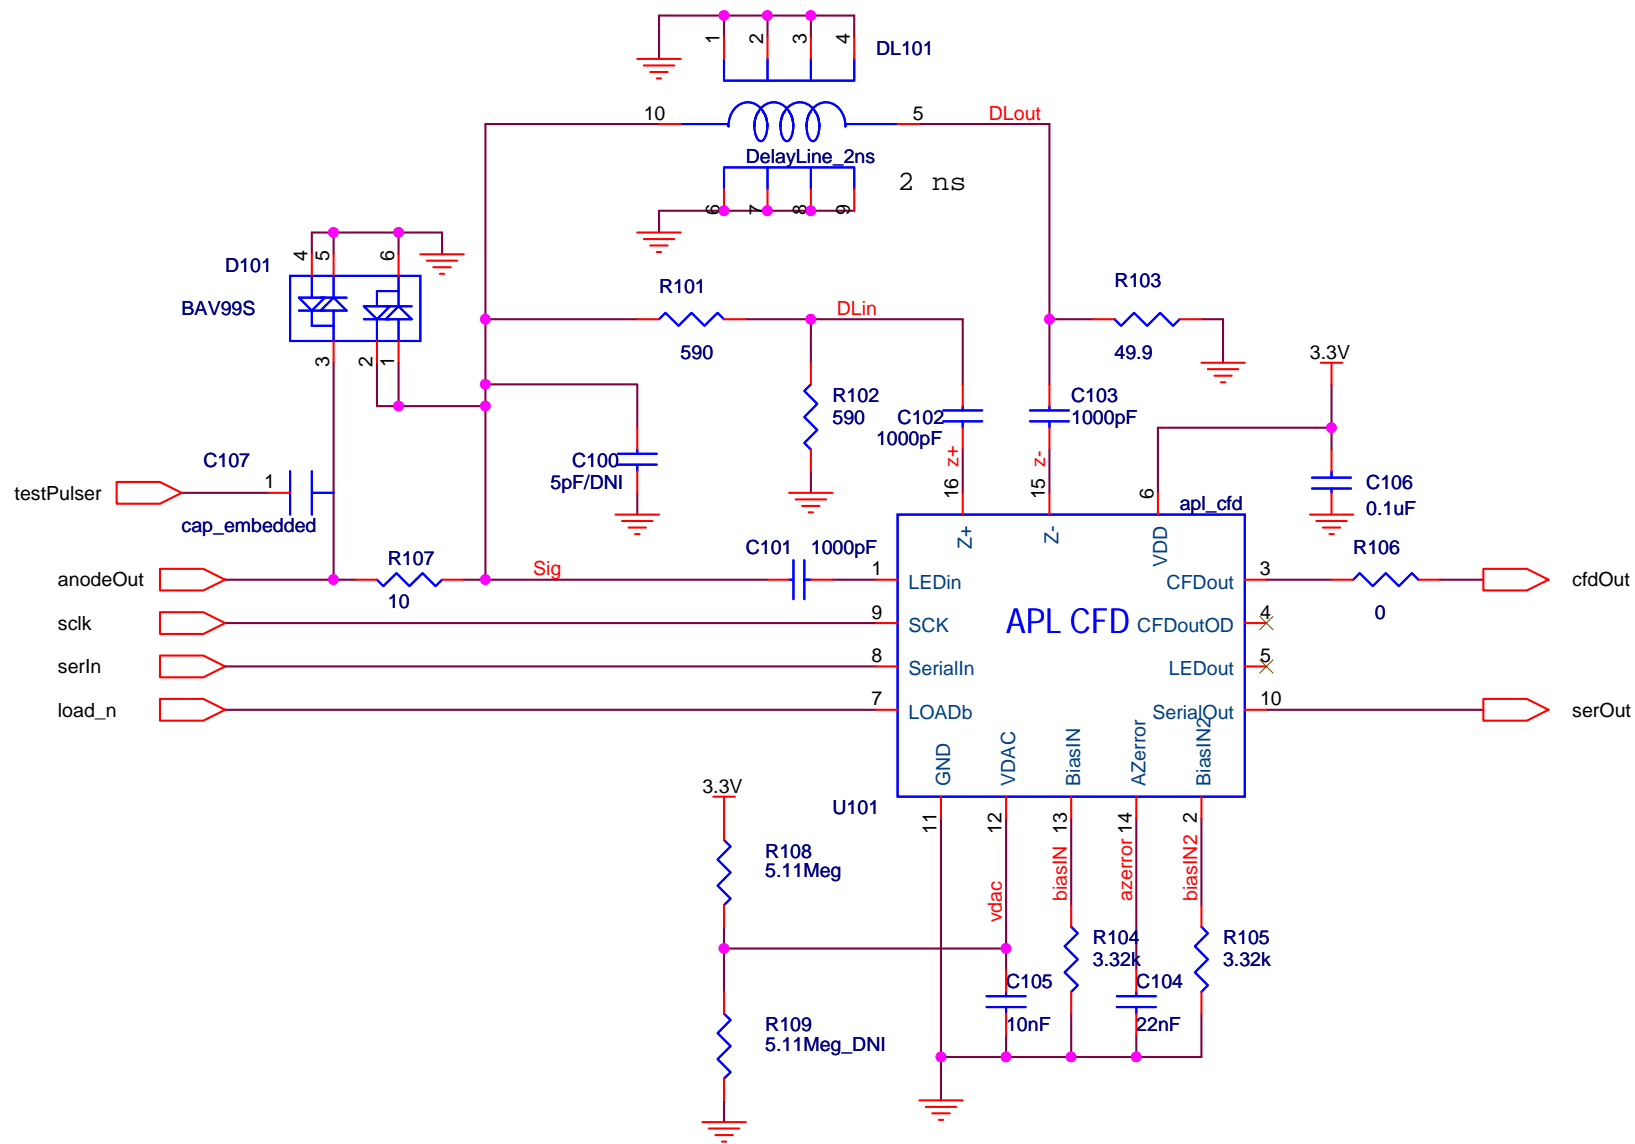 1
2
3
4
DL101
10
5
DLout
DelayLine_2ns
2 ns
6
7
8
9
4
5
6
D101
BAV99S
3
2
1
R101
590
DLin
R103
49.9
3.3V
R102
590
C102
1000pF
C103
1000pF
z+
16
z-
15
6
C106
0.1uF
C100
5pF/DNI
C107
testPulser
1
cap_embedded
apl_cfd
Z+
Z-
VDD
C101
1000pF
R107
10
anodeOut
Sig
1
LEDin
CFDout
3
R106
0
cfdOut
sclk
9
SCK
APL CFD
CFDoutOD
4
serIn
8
SerialIn
LEDout
5
load_n
7
LOADb
SerialOut
10
serOut
GND
VDAC
BiasIN
AZerror
BiasIN2
U101
11
12
13
14
2
vdac
biasIN
azerror
biasIN2
3.3V
R108
5.11Meg
R104
3.32k
R105
3.32k
C105
10nF
C104
22nF
R109
5.11Meg_DNI